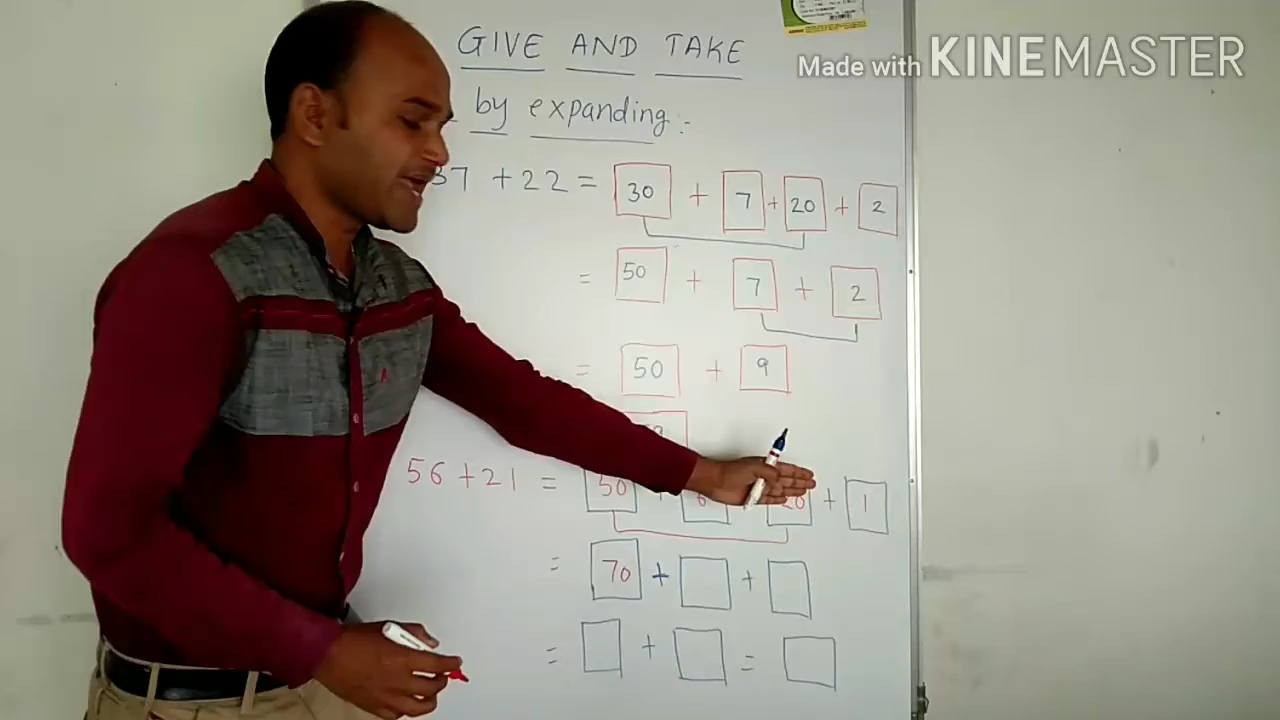 GIVE AND TAKE
Made with KINEMASTER
by expanding :-
37 + 22 = 30 + 7 + 20 + 2
= 50 + 7 + 2
= 50 + 9
56 + 21 = 50 + 6 + 20 + 1
= 70 + +
= + =